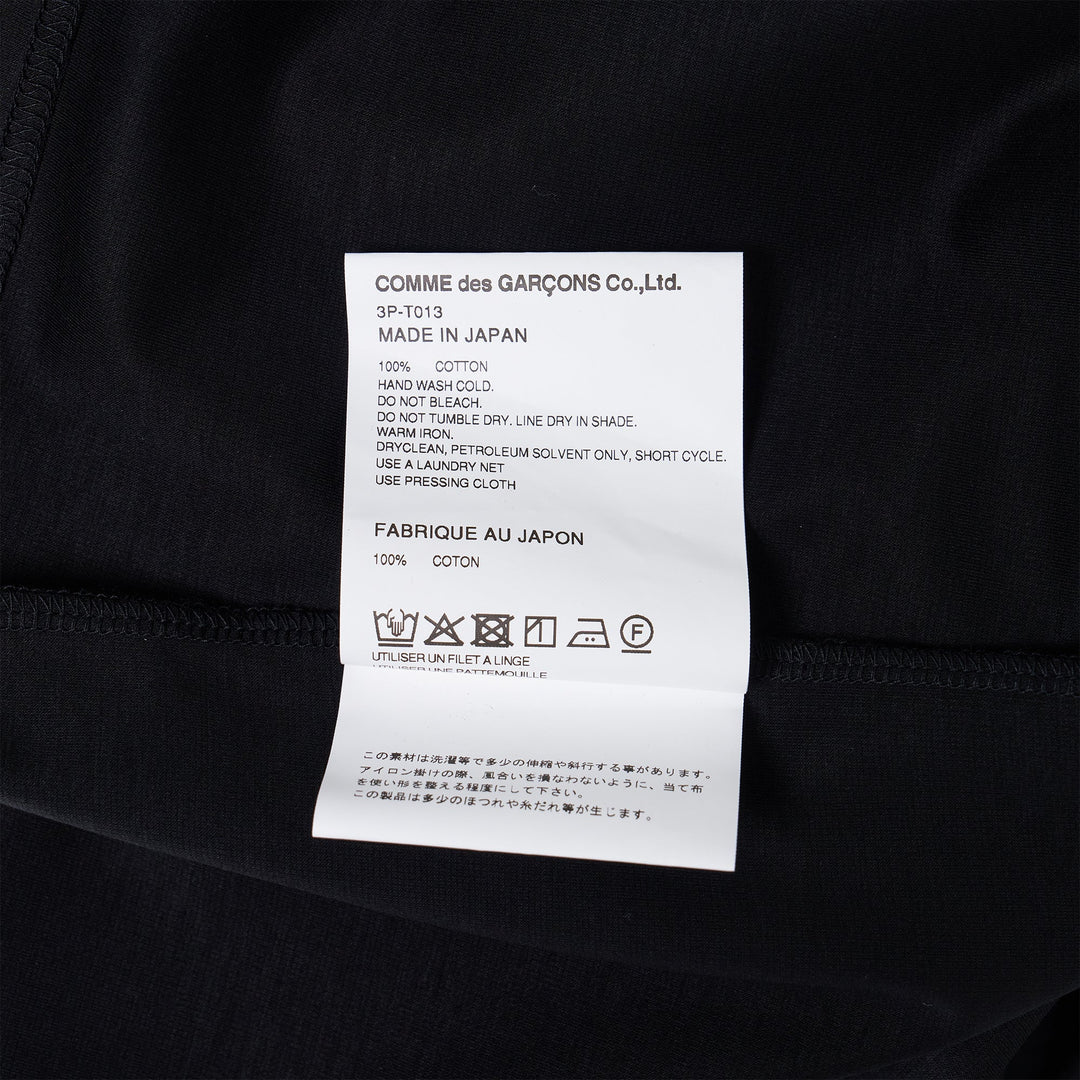 COMME des GARÇONS Co.,Ltd.
3P-T013
MADE IN JAPAN
100% COTTON
HAND WASH COLD.
DO NOT BLEACH.
DO NOT TUMBLE DRY. LINE DRY IN SHADE.
WARM IRON.
DRYCLEAN, PETROLEUM SOLVENT ONLY, SHORT CYCLE.
USE A LAUNDRY NET
USE PRESSING CLOTH
FABRIQUE AU JAPON
100% COTON
F
UTILISER UN FILET A LINGE
UTILISER UNE PATTEMOUILLE
この素材は洗濯等で多少の伸縮や斜行する事があります。
アイロン掛けの際、風合いを損なわないように、当て布
を使い形を整える程度にして下さい。
この製品は多少のほつれや糸だれ等が生じます。